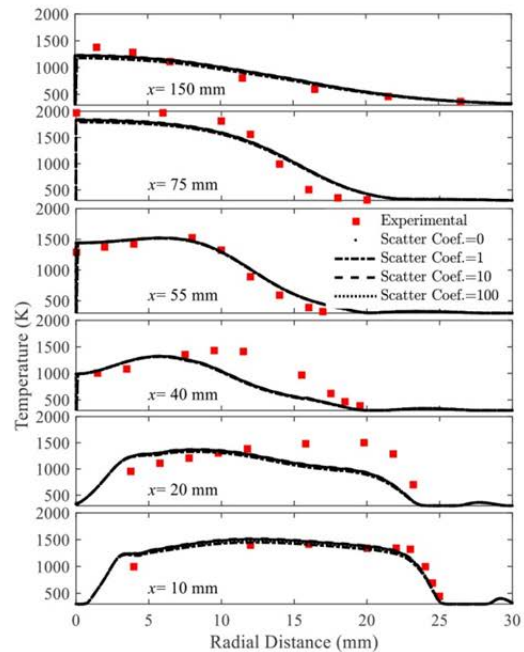 2000
1500
1000
500
x= 150 mm
2000
1500
1000
500
x= 75 mm
2000
1500
1000
500
x= 55 mm
Experimental
Scatter Coef.=0
Scatter Coef.=1
Scatter Coef.=10
Scatter Coef.=100
Temperature (K)
2000
1500
1000
500
x= 40 mm
2000
1500
1000
500
x= 20 mm
2000
1500
1000
500
x= 10 mm
0 5 10 15 20 25 30
Radial Distance (mm)